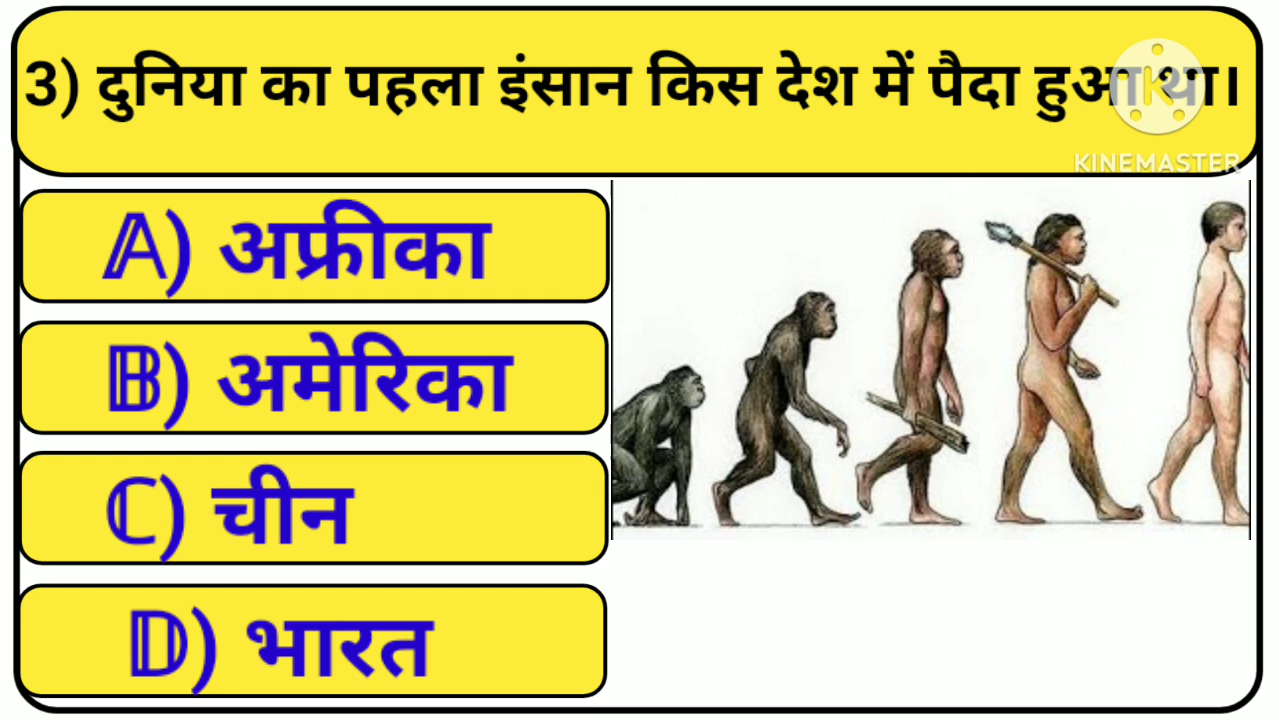 3) दुनिया का पहला इंसान किस देश में पैदा हुआ था।
KINEMASTER
A) अफ्रीका
B) अमेरिका
C) चीन
D) भारत